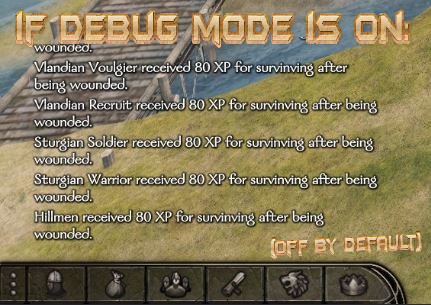 IF DEBUG MODE IS ON:
wounded.
Vlandian Voulgier received 80 XP for survinving after
being wounded.
Vlandian Recruit received 80 XP for survinving after being
wounded.
Sturgian Soldier received 80 XP for survinving after being
wounded.
Sturgian Warrior received 80 XP for survinving after being
wounded.
Hillmen received 80 XP for survinving after being
wounded.
[OFF BY DEFAULT]